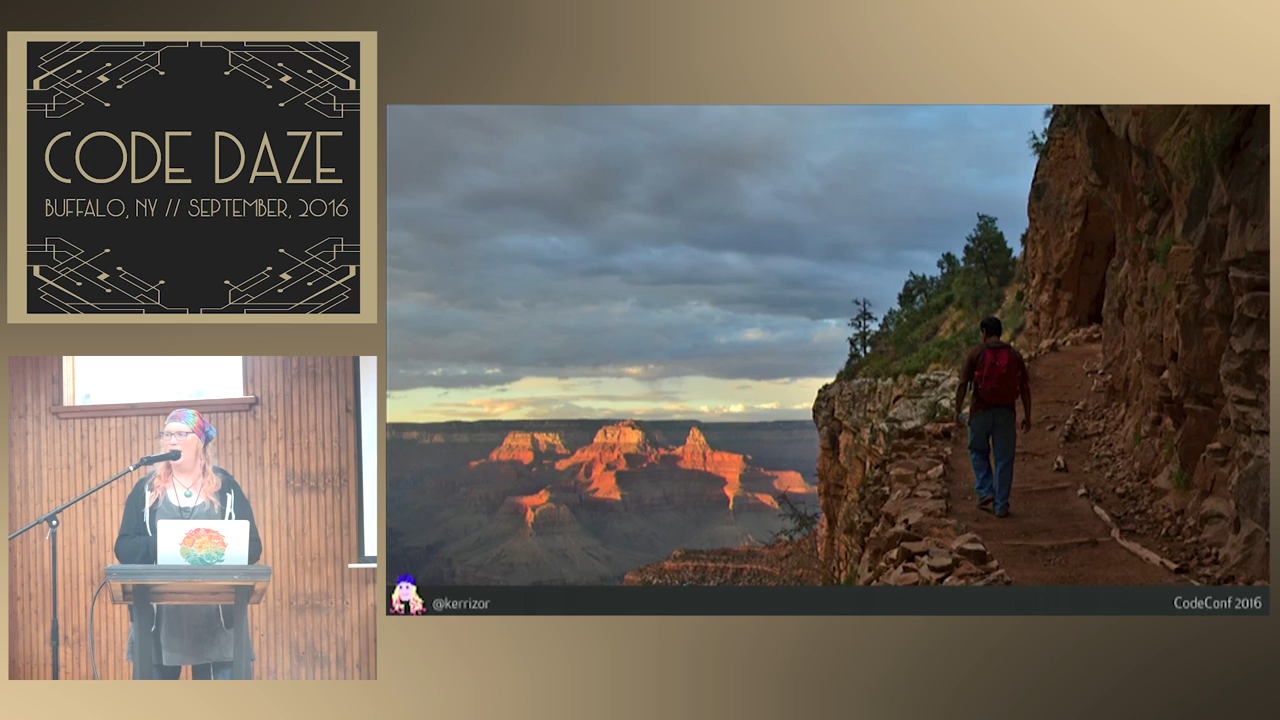 CODE DAZE
BUFFALO, NY // SEPTEMBER, 2016
@kerrizor
CodeConf 2016